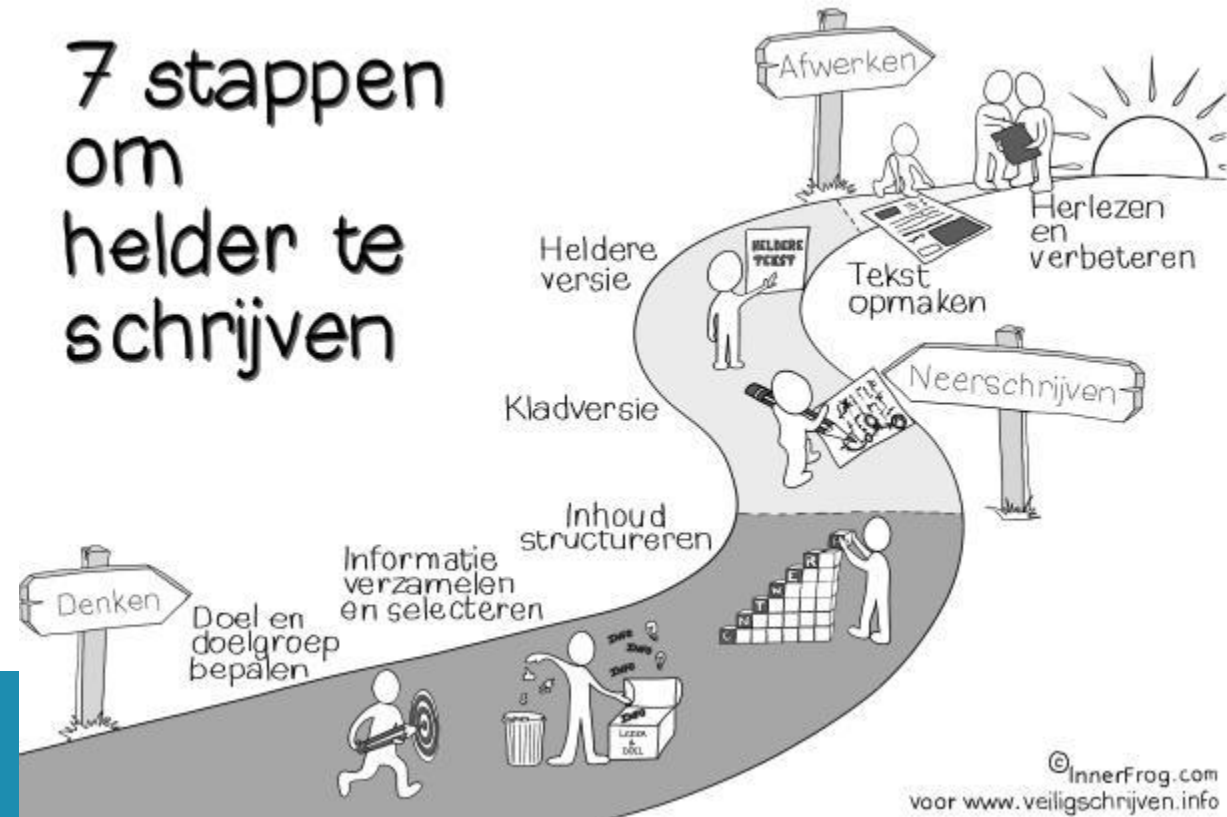 7 stappen
om
helder te
schrijven
Denken
Doel en
doelgroep
bepalen
Informatie
verzamelen
en selecteren
INFO
INFO
INFO
INFO
LEZER
&
DOEL
Inhoud
structureren
Neerschrijven
Kladversie
Heldere
versie
HELDERE
TEKST
Afwerken
Tekst
opmaken
Herlezen
en
verbeteren
©InnerFrog.com
voor www.veiligschrijven.info